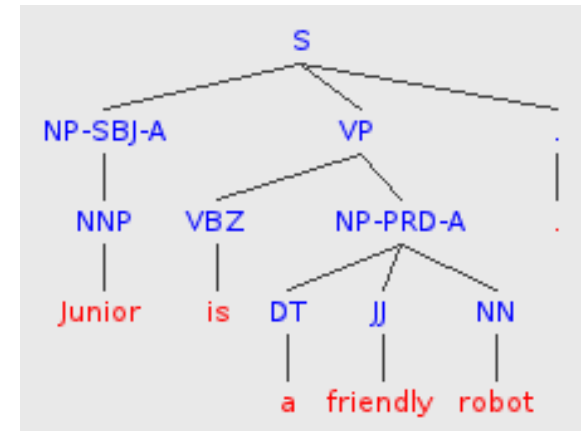 S
NP-SBJ-A VP .
NNP VBZ NP-PRD-A .
Junior is DT JJ NN
a friendly robot